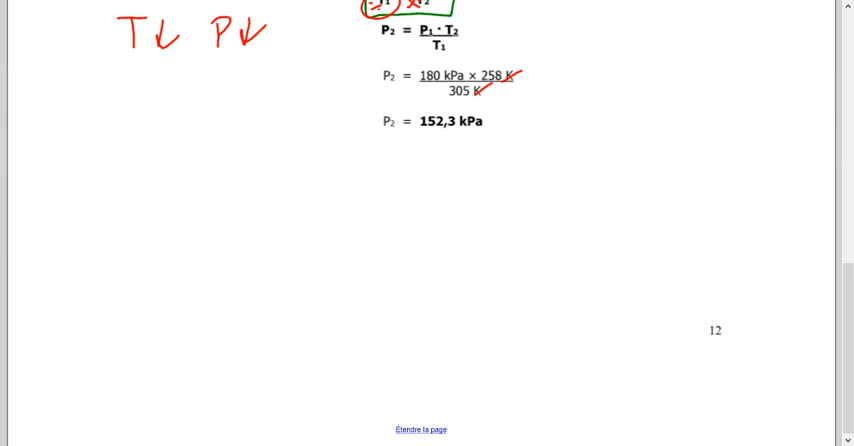 T↓ P↓
P₂ = P₁ · T₂
T₁
P₂ = 180 kPa × 258 K
305 K
P₂ = 152,3 kPa
12
Étendre la page